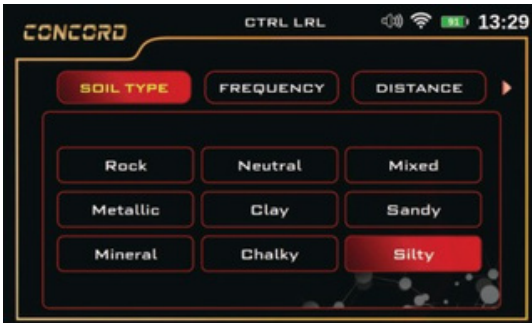 CONCORD CTRL LRL 91 13:29
SOIL TYPE FREQUENCY DISTANCE
Rock Neutral Mixed
Metallic Clay Sandy
Mineral Chalky Silty